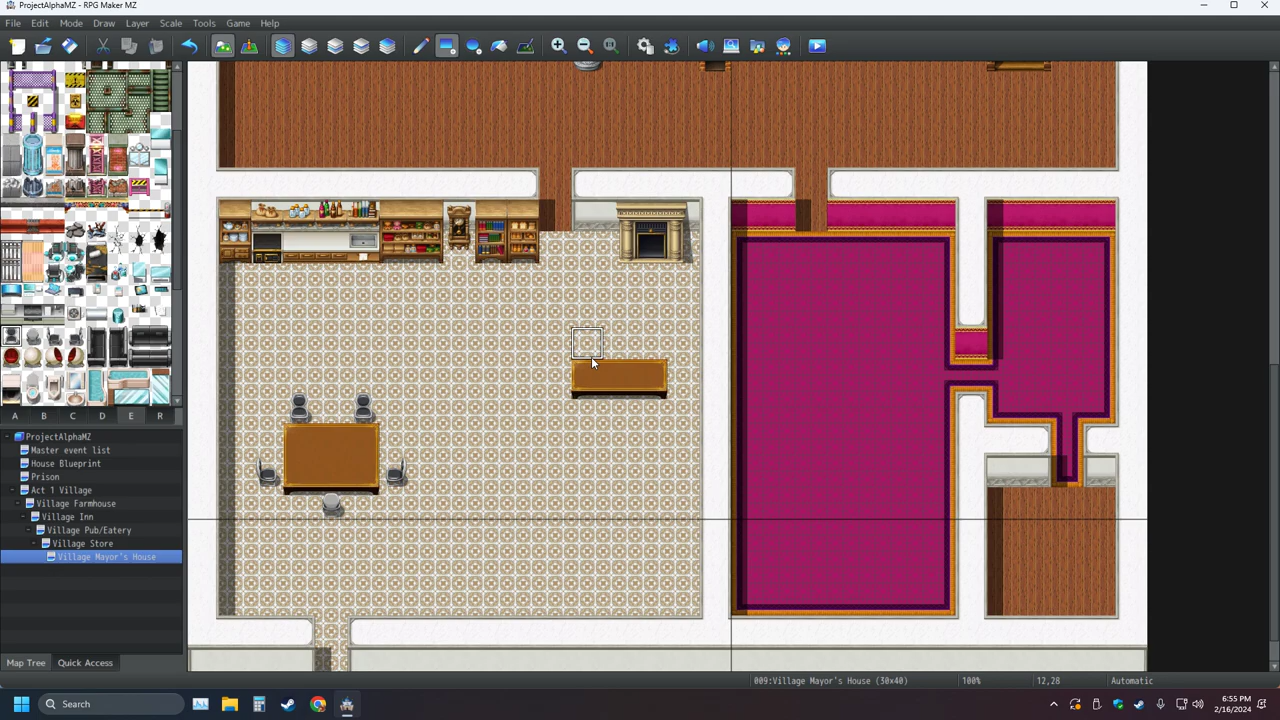 ProjectAlphaMZ - RPG Maker MZ
File Edit Mode Draw Layer Scale Tools Game Help
A B C D E R
ProjectAlphaMZ
Master event list
House Blueprint
Prison
Act 1 Village
Village Farmhouse
Village Inn
Village Pub/Eatery
Village Store
Village Mayor's House
Map Tree Quick Access
009:Village Mayor's House (30x40) 100% 12,28 Automatic
Search
6:55 PM
2/16/2024